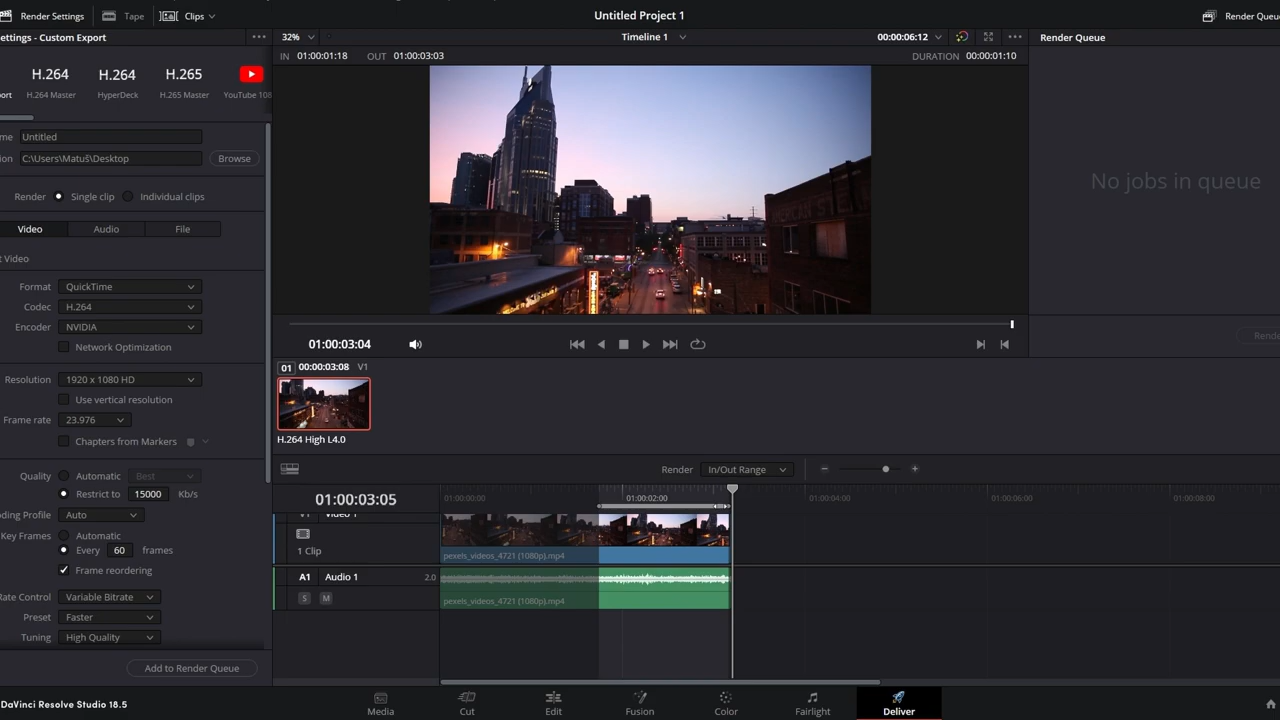 Render Settings Tape Clips Untitled Project 1 Render Queu
ettings - Custom Export 32% Timeline 1 00:00:06:12 Render Queue
IN 01:00:01:18 OUT 01:00:03:03 DURATION 00:00:01:10
H.264 H.264 H.265
ort H.264 Master HyperDeck H.265 Master YouTube 108
me Untitled
ion C:\Users\Matuš\Desktop Browse
No jobs in queue
Render Single clip Individual clips
Video Audio File
t Video
Format QuickTime
Codec H.264
Encoder NVIDIA
Network Optimization
Rende
01:00:03:04
01 00:00:03:08 V1
Resolution 1920 x 1080 HD
Use vertical resolution
Frame rate 23.976
Chapters from Markers
H.264 High L4.0
Render In/Out Range
Quality Automatic Best
Restrict to 15000 Kb/s
01:00:03:05 01:00:00:00 01:00:02:00 01:00:04:00 01:00:06:00 01:00:08:00
ding Profile Auto
V1 Video 1
Key Frames Automatic
Every 60 frames
1 Clip pexels_videos_4721 (1080p).mp4
Frame reordering
A1 Audio 1 2.0
S M pexels_videos_4721 (1080p).mp4
Rate Control Variable Bitrate
Preset Faster
Tuning High Quality
Add to Render Queue
DaVinci Resolve Studio 18.5 Media Cut Edit Fusion Color Fairlight Deliver